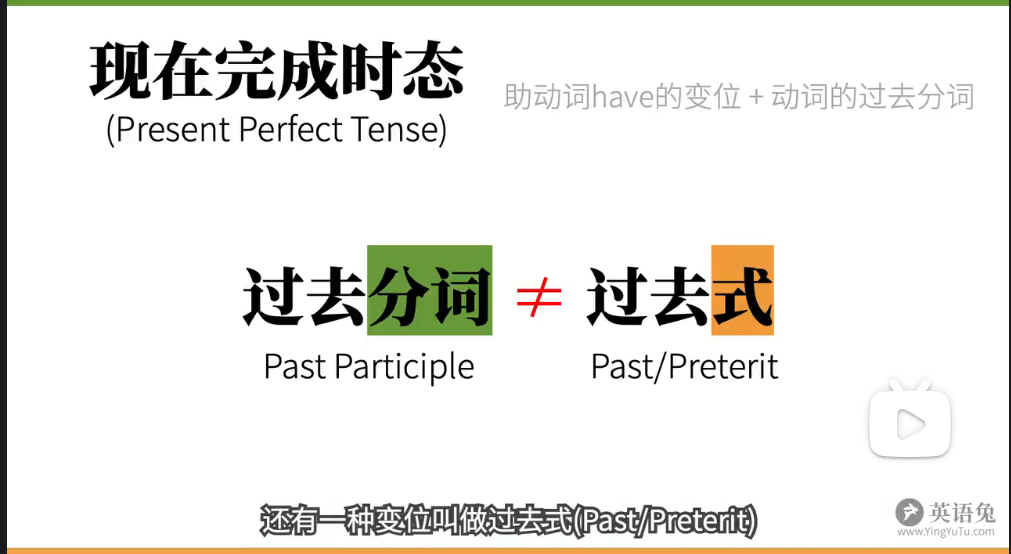 现在完成时态
(Present Perfect Tense)
助动词have的变位 + 动词的过去分词
过去分词 ≠ 过去式
Past Participle
Past/Preterit
还有一种变位叫做过去式(Past/Preterit)
英语兔
www.YingYuTu.com